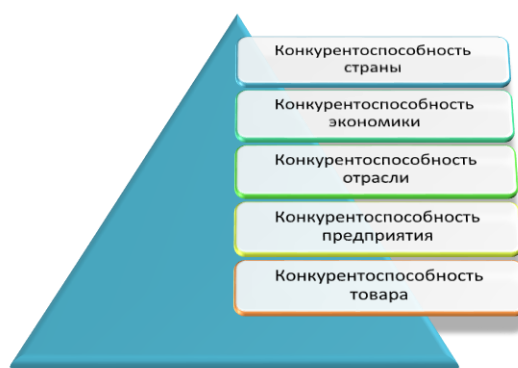 Конкурентоспособность
страны
Конкурентоспособность
экономики
Конкурентоспособность
отрасли
Конкурентоспособность
предприятия
Конкурентоспособность
товара